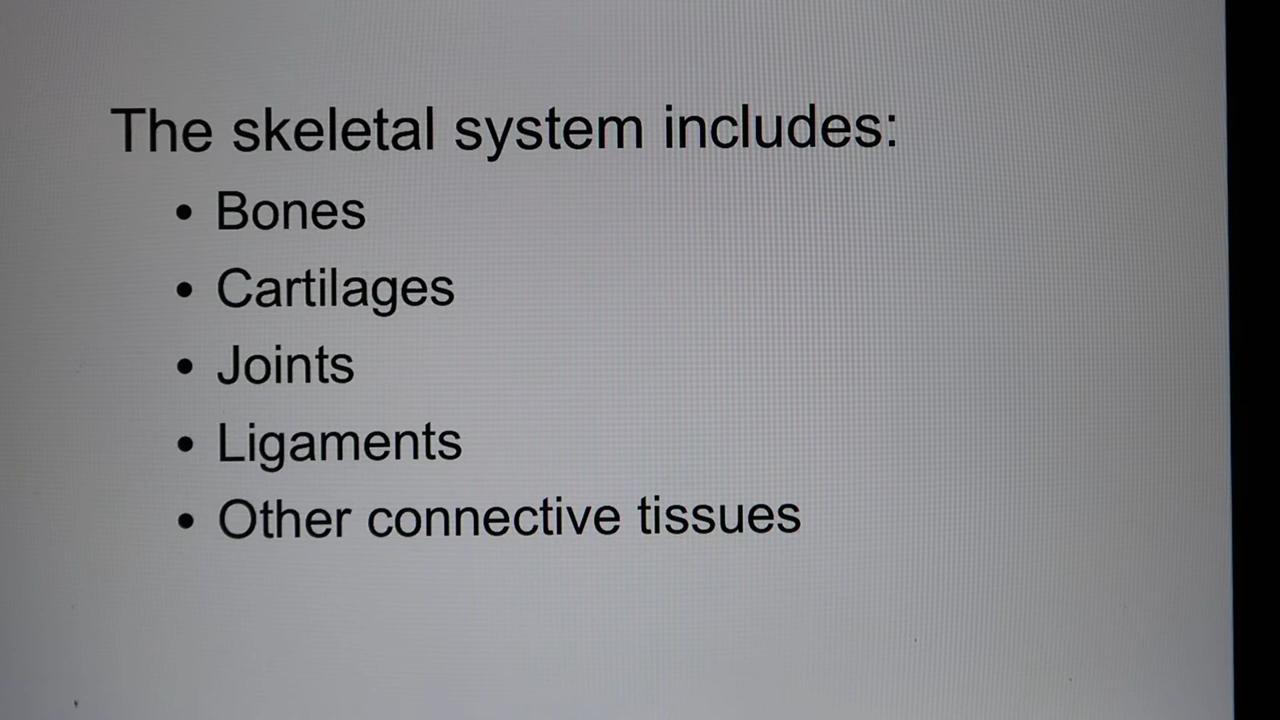 The skeletal system includes:
• Bones
• Cartilages
• Joints
• Ligaments
• Other connective tissues